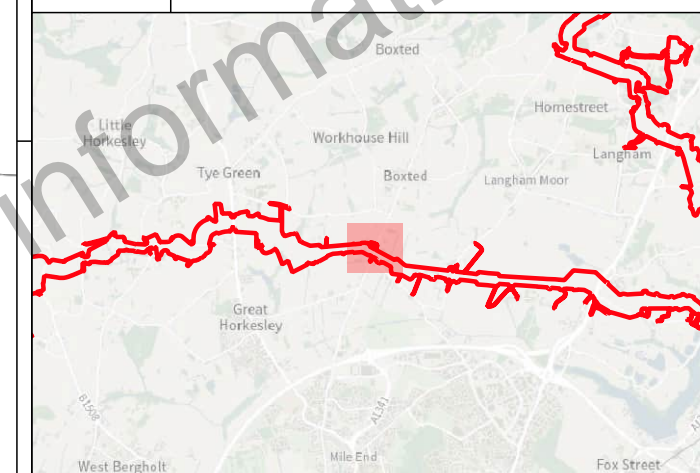 Informat
Boxted
Homestreet
Little
Horkesley
Workhouse Hill
Langham
Tye Green
Boxted
Langham Moor
Great
Horkesley
B1508
A1341
Mile End
West Bergholt
Fox Street